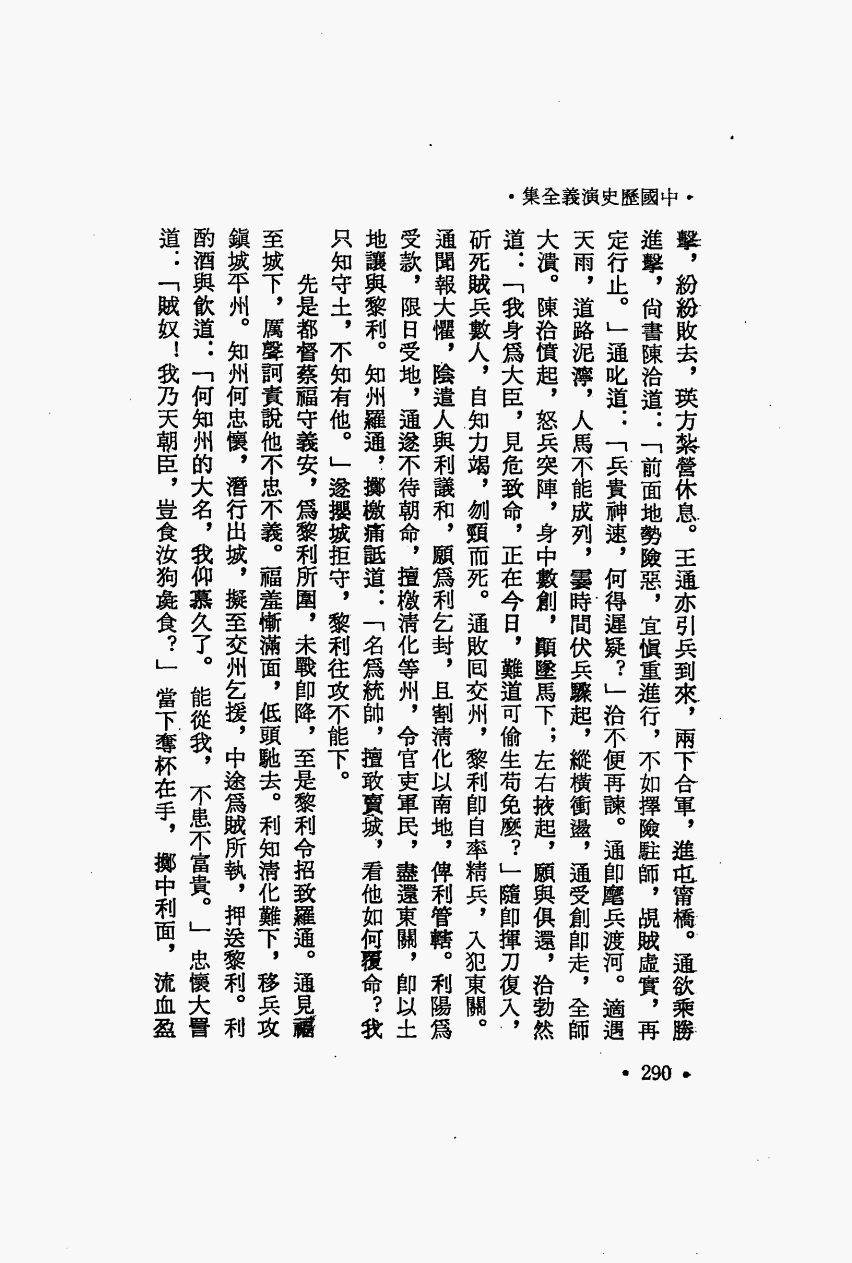 ・中國歷史演義全集・
擊，紛紛敗去，瑛方紮營休息。王通亦引兵到來，兩下合軍，進屯甯橋。通欲乘勝
進擊，尙書陳洽道：「前面地勢險惡，宜愼重進行，不如擇險駐師，覘賊虛實，再
定行止。」通叱道：「兵貴神速，何得遲疑？」洽不便再諫。通卽麾兵渡河。適遇
天雨，道路泥濘，人馬不能成列，霎時間伏兵驟起，縱橫衝盪，通受創卽走，全師
大潰。陳洽憤起，怒兵突陣，身中數創，顚墜馬下；左右掖起，願與俱還，洽勃然
道：「我身爲大臣，見危致命，正在今日，難道可偷生苟免麼？」隨卽揮刀復入，
斫死賊兵數人，自知力竭，刎頸而死。通敗囘交州，黎利卽自率精兵，入犯東關。
通聞報大懼，陰遣人與利議和，願爲利乞封，且割淸化以南地，俾利管轄。利陽爲
受款，限日受地，通遂不待朝命，擅檄淸化等州，令官吏軍民，盡還東關，卽以土
地讓與黎利。知州羅通，擲檄痛詆道：「名爲統帥，擅敢賣城，看他如何覆命？我
只知守土，不知有他。」遂攖城拒守，黎利往攻不能下。
先是都督蔡福守義安，爲黎利所圍，未戰卽降，至是黎利令招致羅通。通見福
至城下，厲聲訶責說他不忠不義。福羞慚滿面，低頭馳去。利知淸化難下，移兵攻
鎭城平州。知州何忠懷，潛行出城，擬至交州乞援，中途爲賊所執，押送黎利。利
酌酒與飮道：「何知州的大名，我仰慕久了。能從我，不患不富貴。」忠懷大詈
道：「賊奴！我乃天朝臣，豈食汝狗彘食？」當下奪杯在手，擲中利面，流血盈
・290・